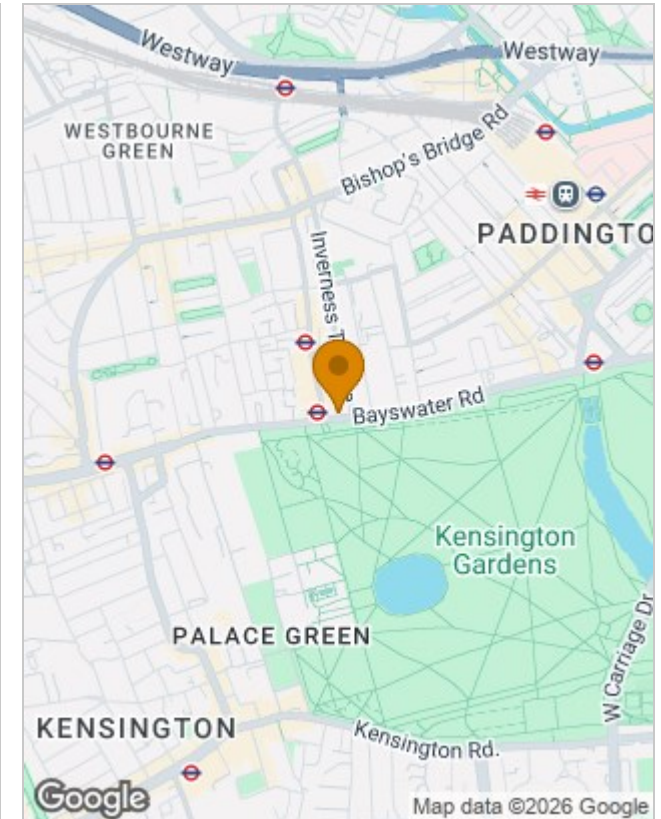 Westway
Westway
WESTBOURNE
GREEN
Bishop's Bridge Rd
PADDINGTO
Inverness T
Bayswater Rd
Kensington
Gardens
PALACE GREEN
W Carriage Dr
KENSINGTON
Kensington Rd.
Google
Map data ©2026 Google